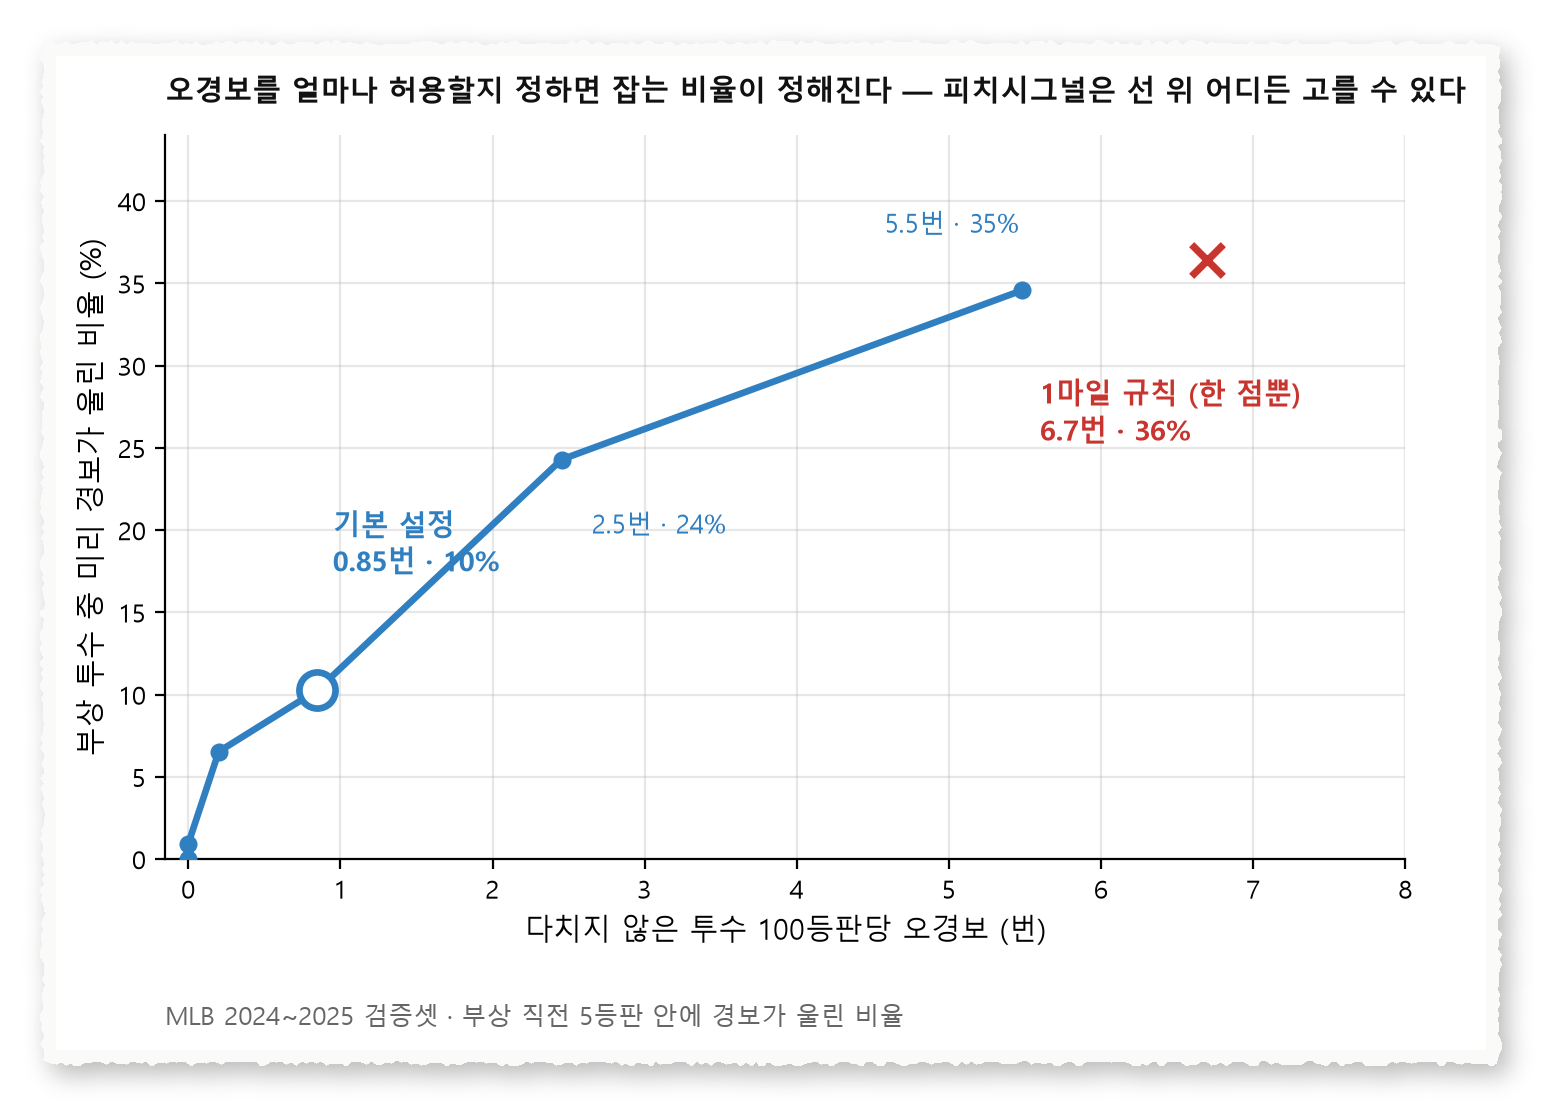 오경보를 얼마나 허용할지 정하면 잡는 비율이 정해진다 — 피치시그널은 선 위 어디든 고를 수 있다
부상 투수 중 미리 경보가 울린 비율 (%)
40
35
30
25
20
15
10
5
0
5.5번 · 35%
1마일 규칙 (한 점뿐)
6.7번 · 36%
2.5번 · 24%
기본 설정
0.85번 · 10%
0 1 2 3 4 5 6 7 8
다치지 않은 투수 100등판당 오경보 (번)
MLB 2024~2025 검증셋 · 부상 직전 5등판 안에 경보가 울린 비율